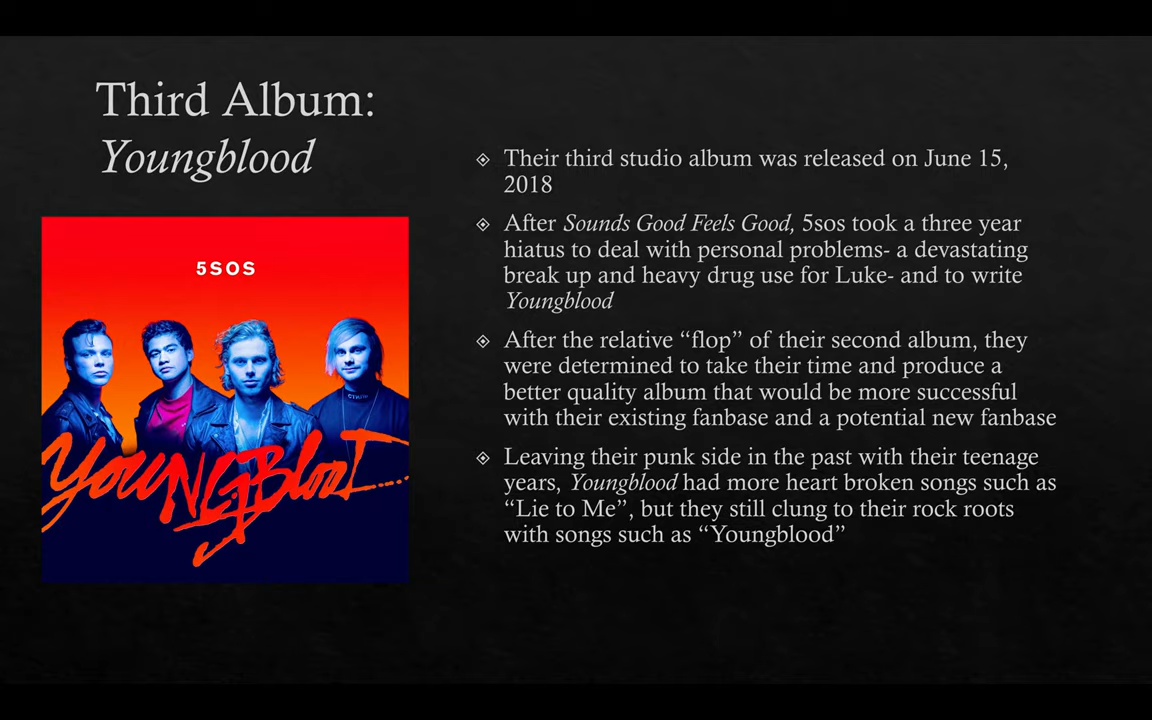 Third Album:
Youngblood
5SOS
YOUNGBLOOD
Their third studio album was released on June 15,
2018
After Sounds Good Feels Good, 5sos took a three year
hiatus to deal with personal problems- a devastating
break up and heavy drug use for Luke- and to write
Youngblood
After the relative “flop” of their second album, they
were determined to take their time and produce a
better quality album that would be more successful
with their existing fanbase and a potential new fanbase
Leaving their punk side in the past with their teenage
years, Youngblood had more heart broken songs such as
“Lie to Me”, but they still clung to their rock roots
with songs such as “Youngblood”